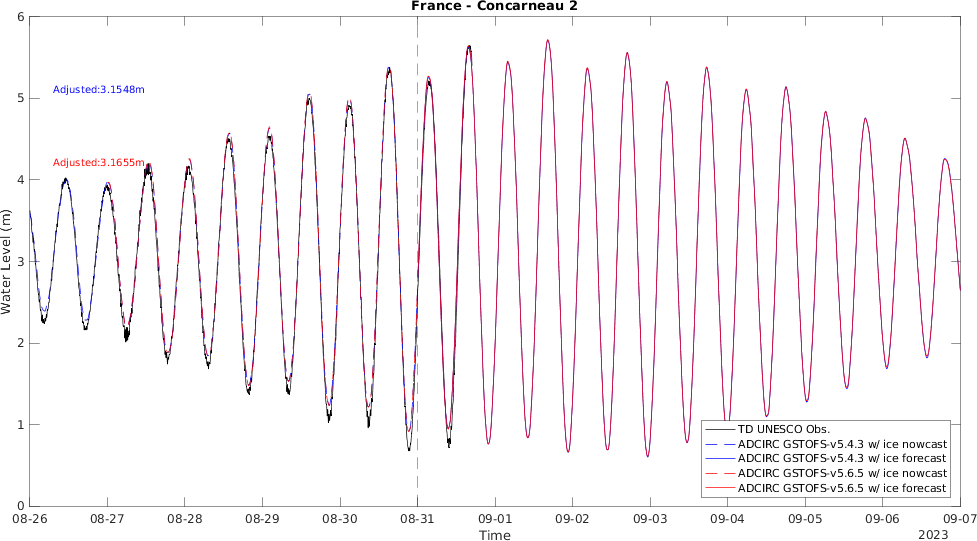 France - Concarneau 2
Water Level (m)
6
5
4
3
2
1
0
Adjusted:3.1548m
Adjusted:3.1655m
TD UNESCO Obs.
ADCIRC GSTOFS-v5.4.3 w/ ice nowcast
ADCIRC GSTOFS-v5.4.3 w/ ice forecast
ADCIRC GSTOFS-v5.6.5 w/ ice nowcast
ADCIRC GSTOFS-v5.6.5 w/ ice forecast
08-26 08-27 08-28 08-29 08-30 08-31 09-01 09-02 09-03 09-04 09-05 09-06 09-07
Time
2023